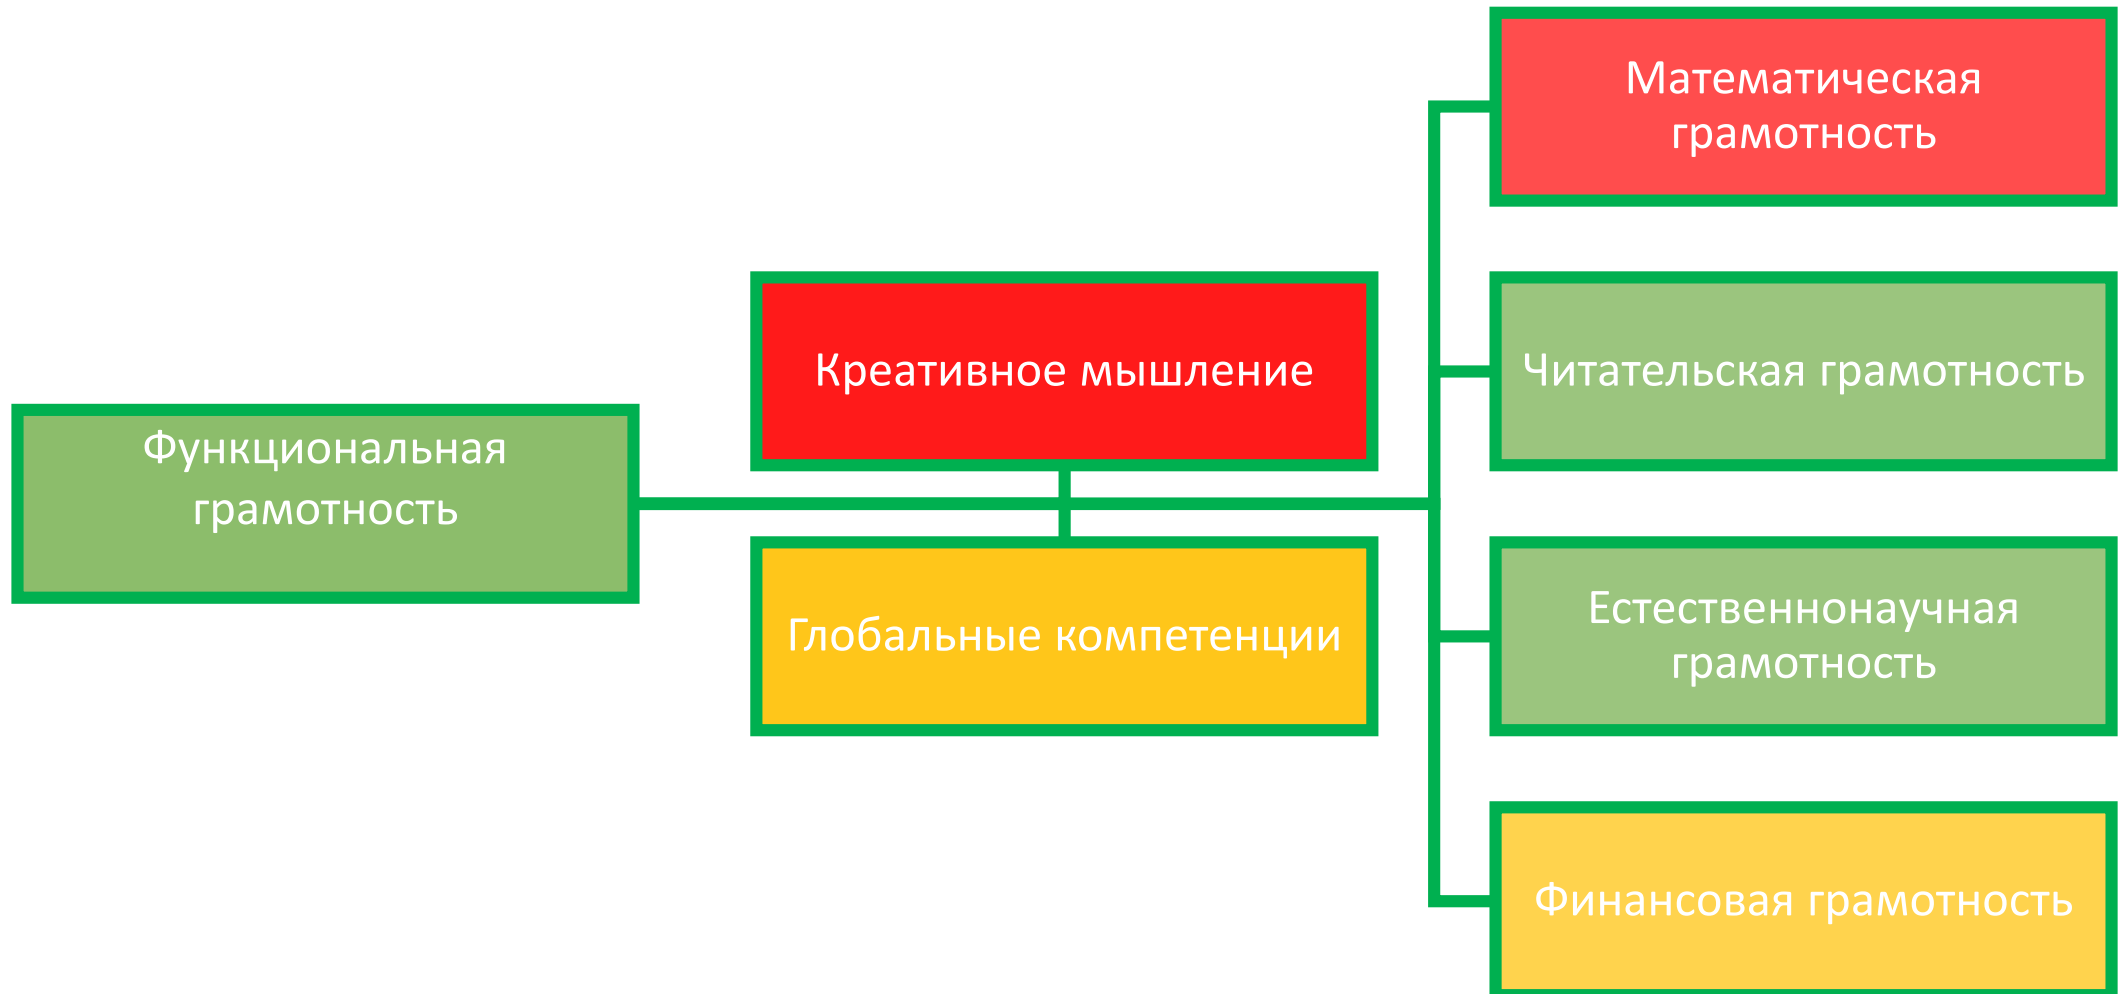 Функциональная
грамотность
Креативное мышление
Глобальные компетенции
Математическая
грамотность
Читательская грамотность
Естественнонаучная
грамотность
Финансовая грамотность